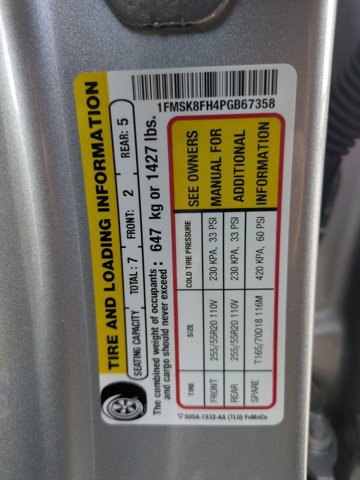 1FMSK8FH4PGB67358
TIRE AND LOADING INFORMATION
SEATING CAPACITY TOTAL: 7 FRONT: 2 REAR: 5
The combined weight of occupants
and cargo should never exceed: 647 kg or 1427 lbs.
TIRE SIZE COLD TIRE PRESSURE SEE OWNERS
FRONT 255/55R20 110V 230 KPA, 33 PSI MANUAL FOR
REAR 255/55R20 110V 230 KPA, 33 PSI ADDITIONAL
SPARE T165/70D18 116M 420 KPA, 60 PSI INFORMATION
5U5A-1532-AA (TLU) FoMoCo